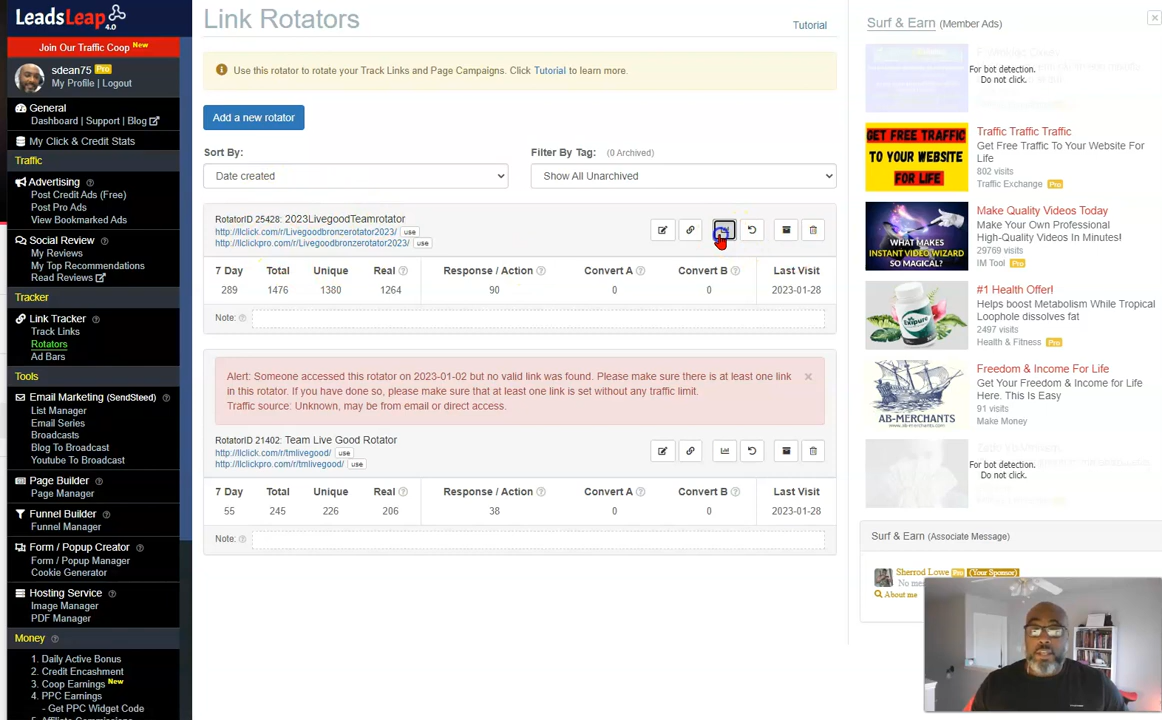 LeadsLeap
4.0
Join Our Traffic Coop New
sdean75 Pro
My Profile | Logout
General
Dashboard | Support | Blog
My Click & Credit Stats
Traffic
Advertising
Post Credit Ads (Free)
Post Pro Ads
View Bookmarked Ads
Social Review
My Reviews
My Top Recommendations
Read Reviews
Tracker
Link Tracker
Track Links
Rotators
Ad Bars
Tools
Email Marketing (SendSteed)
List Manager
Email Series
Broadcasts
Blog To Broadcast
Youtube To Broadcast
Page Builder
Page Manager
Funnel Builder
Funnel Manager
Form / Popup Creator
Form / Popup Manager
Cookie Generator
Hosting Service
Image Manager
PDF Manager
Money
1. Daily Active Bonus
2. Credit Encashment
3. Coop Earnings New
4. PPC Earnings
- Get PPC Widget Code
5. Affiliate Commissions
Link Rotators
Tutorial
Use this rotator to rotate your Track Links and Page Campaigns. Click Tutorial to learn more.
Add a new rotator
Sort By:
Filter By Tag: (0 Archived)
Date created
Show All Unarchived
RotatorID 25428: 2023LivegoodTeamrotator
http://llclick.com/r/Livegoodbronzerotator2023/ use
http://llclickpro.com/r/Livegoodbronzerotator2023/ use
7 Day Total Unique Real Response / Action Convert A Convert B Last Visit
289 1476 1380 1264 90 0 0 2023-01-28
Note:
Alert: Someone accessed this rotator on 2023-01-02 but no valid link was found. Please make sure there is at least one link
in this rotator. If you have done so, please make sure that at least one link is set without any traffic limit.
Traffic source: Unknown, may be from email or direct access.
RotatorID 21402: Team Live Good Rotator
http://llclick.com/r/tmlivegood/ use
http://llclickpro.com/r/tmlivegood/ use
7 Day Total Unique Real Response / Action Convert A Convert B Last Visit
55 245 226 206 38 0 0 2023-01-28
Note:
Surf & Earn (Member Ads)
For bot detection.
Do not click.
GET FREE TRAFFIC
TO YOUR WEBSITE
FOR LIFE
Traffic Traffic Traffic
Get Free Traffic To Your Website For
Life
802 visits
Traffic Exchange Pro
WHAT MAKES
INSTANT VIDEO WIZARD
SO MAGICAL?
Make Quality Videos Today
Make Your Own Professional
High-Quality Videos In Minutes!
29769 visits
IM Tool Pro
Exipure
#1 Health Offer!
Helps boost Metabolism While Tropical
Loophole dissolves fat
2497 visits
Health & Fitness Pro
AB-MERCHANTS
Freedom & Income For Life
Get Your Freedom & Income for Life
Here. This Is Easy
91 visits
Make Money
For bot detection.
Do not click.
Surf & Earn (Associate Message)
Sherrod Lowe Pro (Your Sponsor)
About me